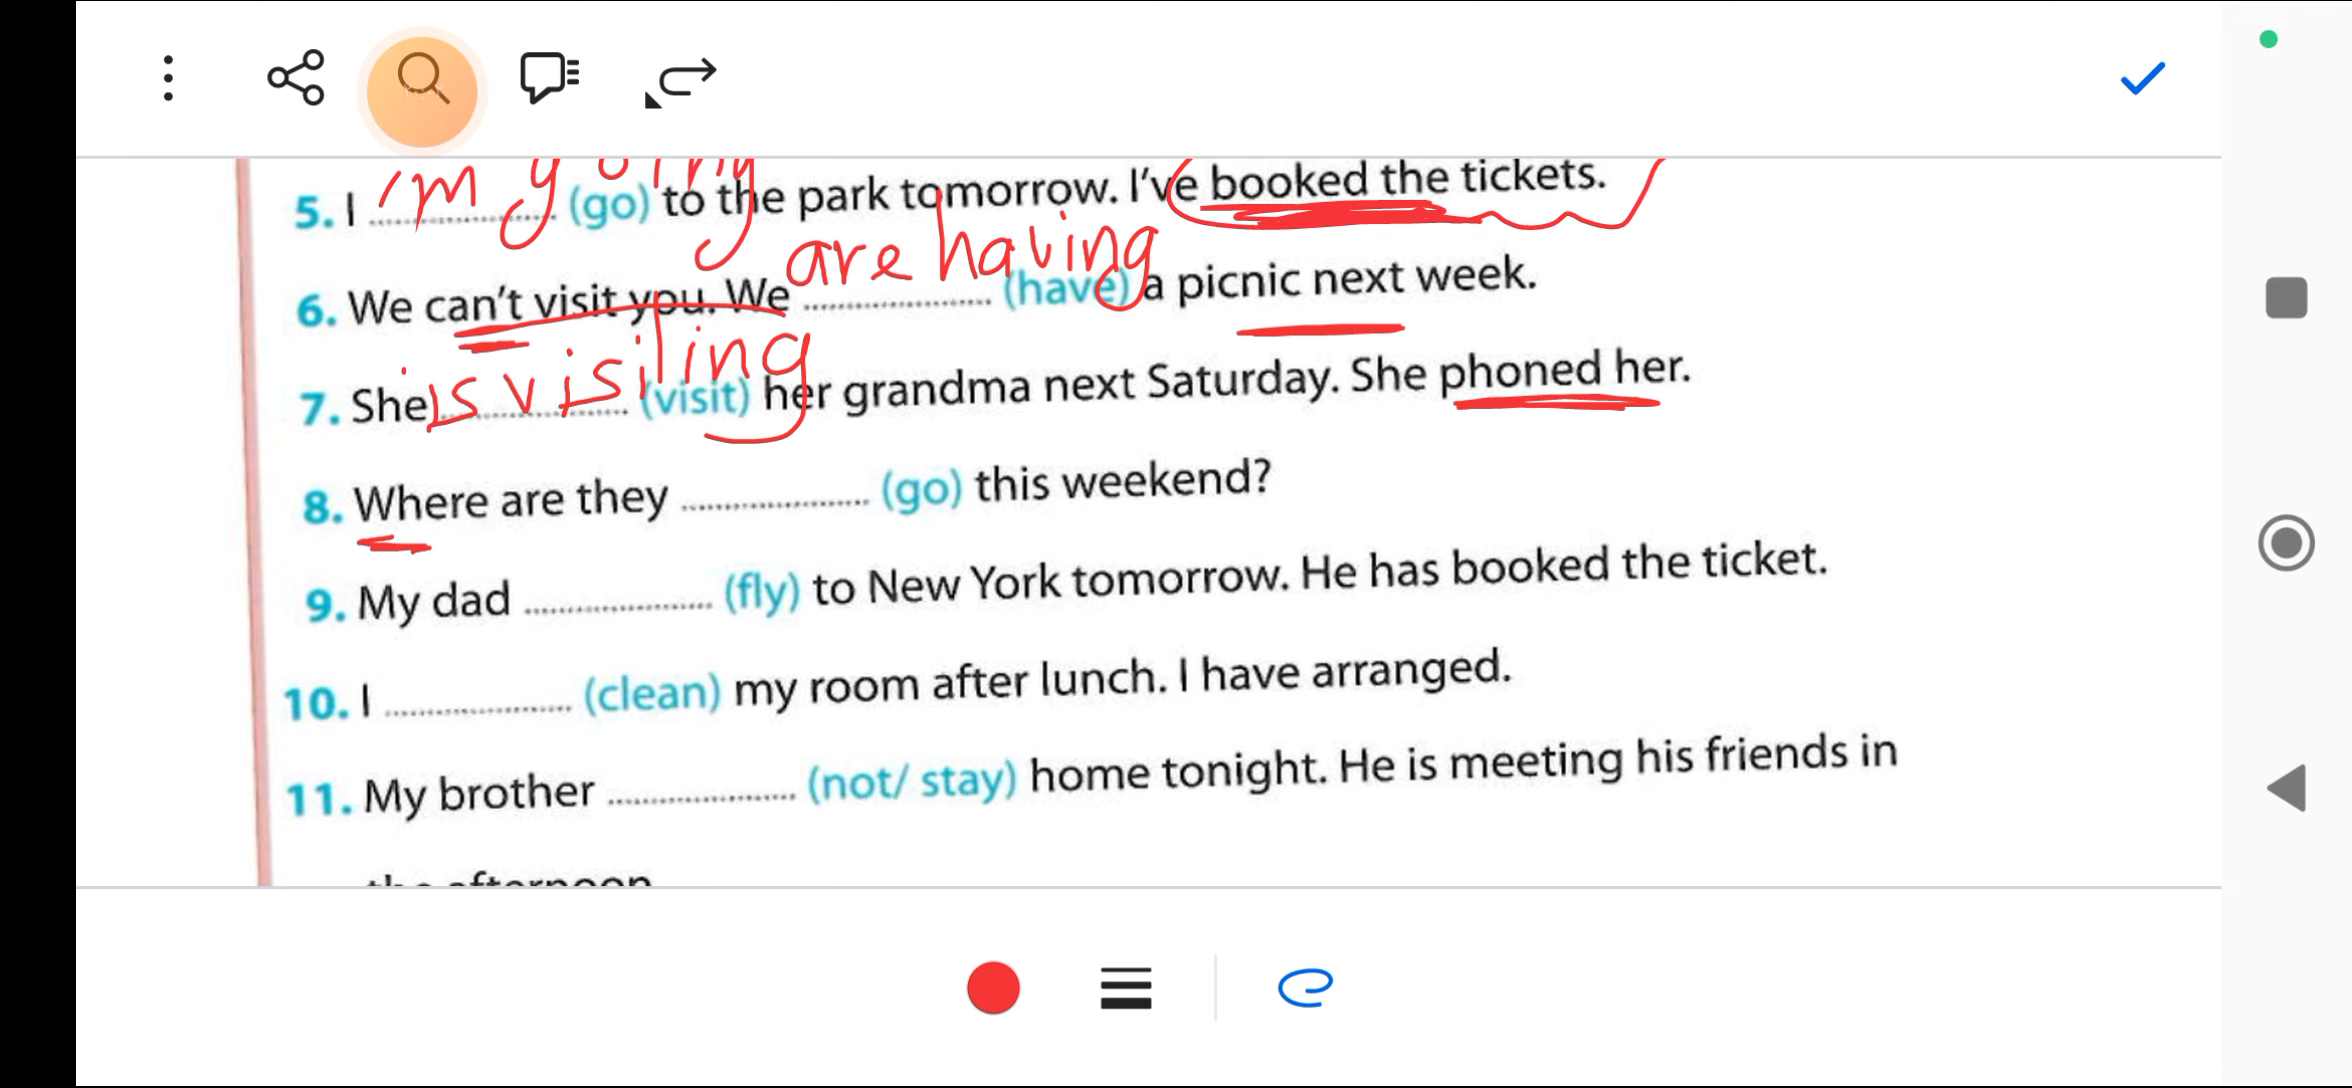 'm going
5. I .................... (go) to the park tomorrow. I've booked the tickets.
are having
6. We can't visit you. We .................... (have) a picnic next week.
is visiting
7. She .................... (visit) her grandma next Saturday. She phoned her.
8. Where are they .................... (go) this weekend?
9. My dad .................... (fly) to New York tomorrow. He has booked the ticket.
10. I .................... (clean) my room after lunch. I have arranged.
11. My brother .................... (not/ stay) home tonight. He is meeting his friends in
the afternoon